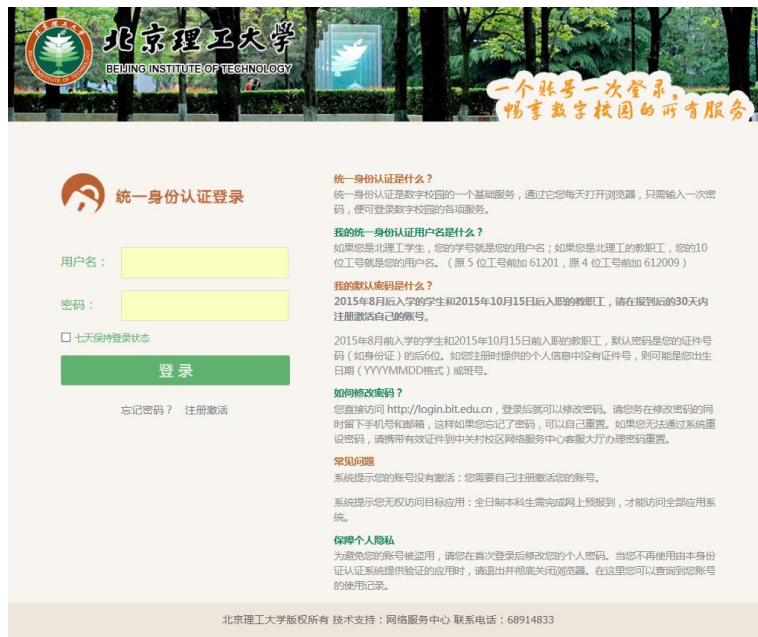 北京理工大学
BEIJING INSTITUTE OF TECHNOLOGY
一个账号一次登录，
畅享数字校园的所有服务
统一身份认证登录
用户名：
密码：
七天保持登录状态
登 录
忘记密码？ 注册激活
统一身份认证是什么？
统一身份认证是数字校园的一个基础服务，通过它您每天打开浏览器，只需输入一次密
码，便可登录数字校园的各项服务。
我的统一身份认证用户名是什么？
如果您是北理工学生，您的学号就是您的用户名；如果您是北理工的教职工，您的10
位工号就是您的用户名。（原 5 位工号前加 61201，原 4 位工号前加 612009）
我的默认密码是什么？
2015年8月后入学的学生和2015年10月15日后入职的教职工，请在报到后的30天内
注册激活自己的账号。
2015年8月前入学的学生和2015年10月15日前入职的教职工，默认密码是您的证件号
码（如身份证）的后6位。如您注册时提供的个人信息中没有证件号，则可能是您出生
日期（YYYYMMDD格式）或班号。
如何修改密码？
您直接访问 http://login.bit.edu.cn，登录后就可以修改密码。请您务在修改密码的同
时留下手机号和邮箱，这样如果您忘记了密码，可以自己重置。如果您无法通过系统重
设密码，请携带有效证件到中关村校区网络服务中心客服大厅办理密码重置。
常见问题
系统提示您的账号没有激活：您需要自己注册激活您的账号。
系统提示您无权访问目标应用：全日制本科生需完成网上预报到，才能访问全部应用系
统。
保障个人隐私
为避免您的账号被盗用，请您在首次登录后修改您的个人密码。当您不再使用由本身份
证认证系统提供验证的应用时，请退出并彻底关闭浏览器。在这里您可以查询到您账号
的使用记录。
北京理工大学版权所有 技术支持：网络服务中心 联系电话：68914833